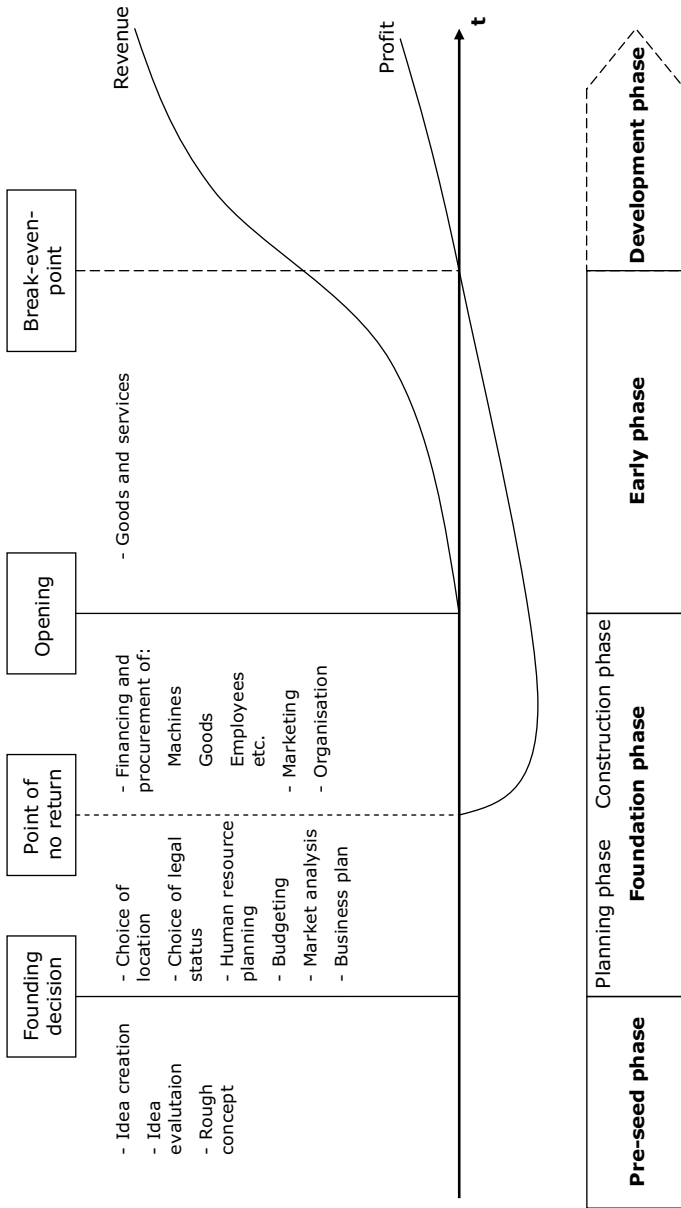 Founding
decision
Point of
no return
Opening
Break-even-
point
- Idea creation
- Idea
evalutaion
- Rough
concept
- Choice of
location
- Choice of legal
status
- Human resource
planning
- Budgeting
- Market analysis
- Business plan
- Financing and
procurement of:
Machines
Goods
Employees
etc.
- Marketing
- Organisation
- Goods and services
Revenue
Profit
t
Planning phase
Construction phase
Pre-seed phase
Foundation phase
Early phase
Development phase